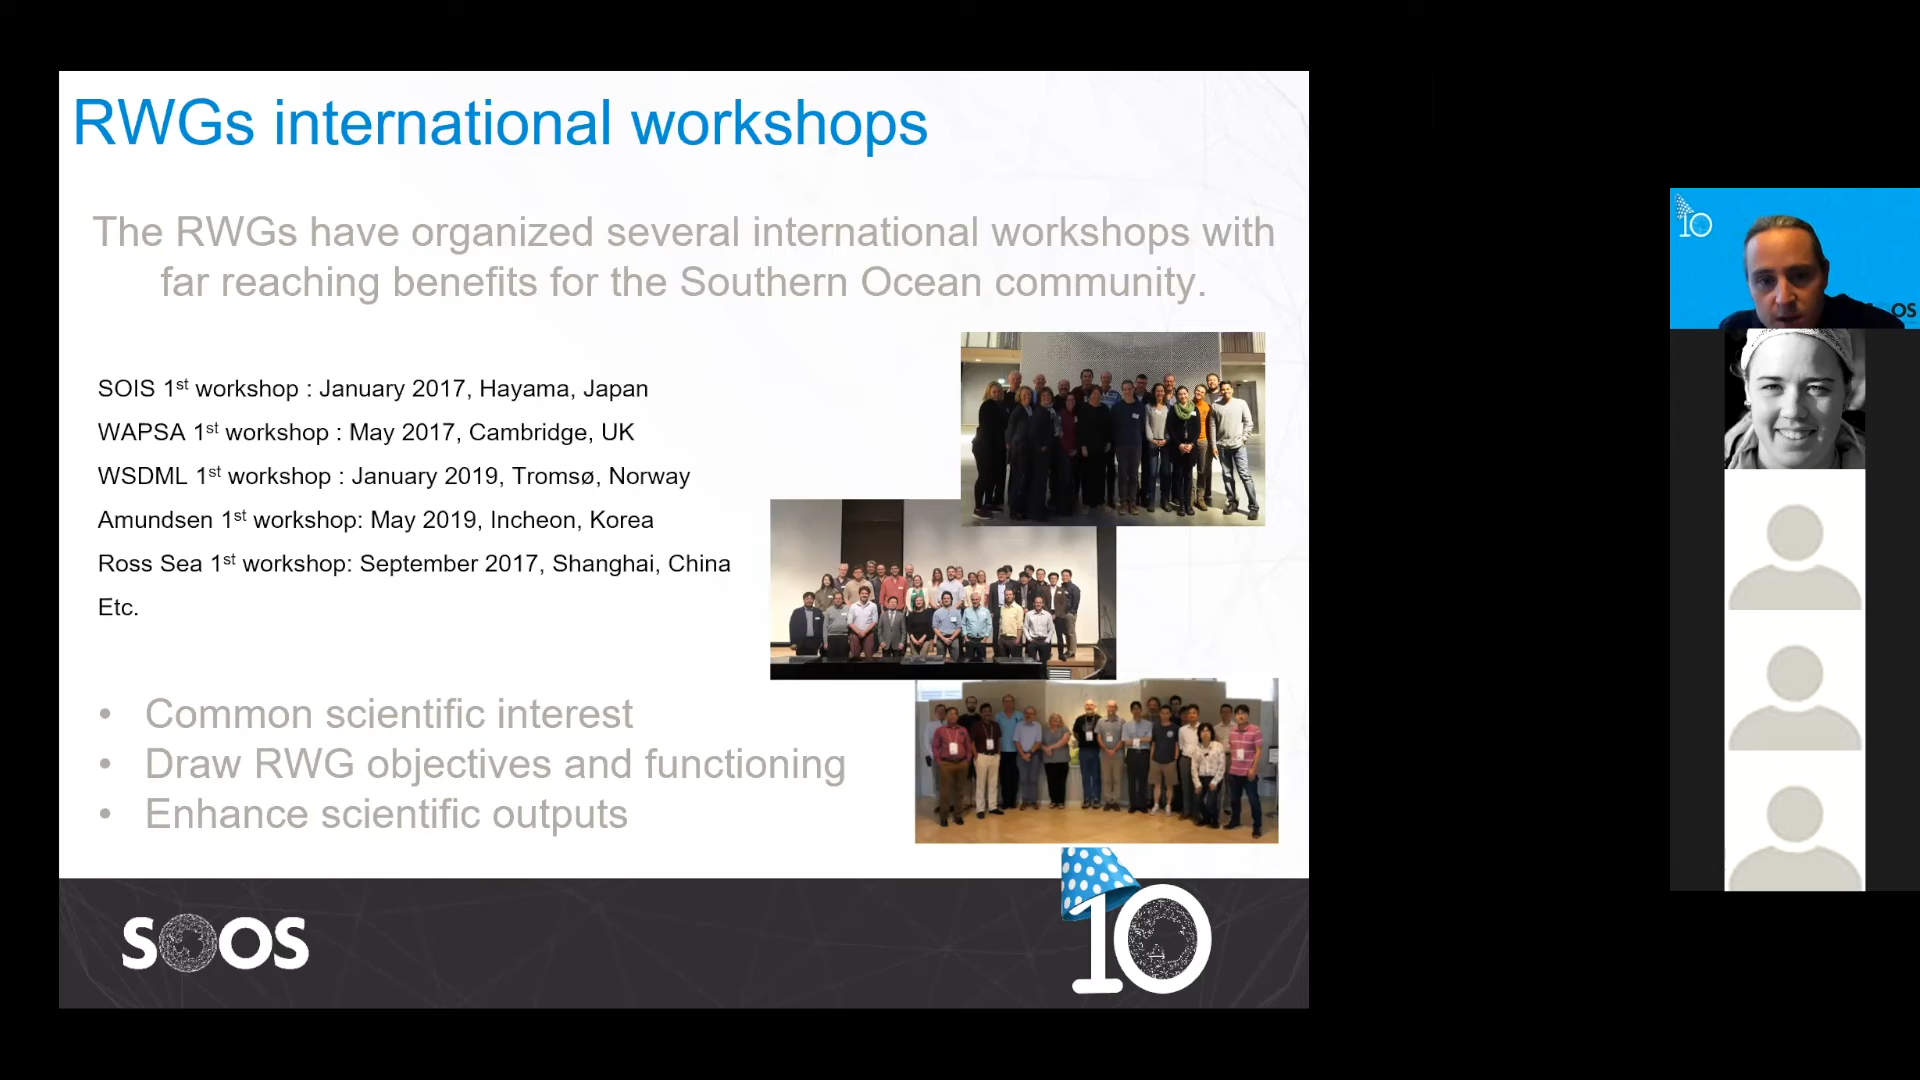 RWGs international workshops
The RWGs have organized several international workshops with
far reaching benefits for the Southern Ocean community.
SOIS 1st workshop : January 2017, Hayama, Japan
WAPSA 1st workshop : May 2017, Cambridge, UK
WSDML 1st workshop : January 2019, Tromsø, Norway
Amundsen 1st workshop: May 2019, Incheon, Korea
Ross Sea 1st workshop: September 2017, Shanghai, China
Etc.
• Common scientific interest
• Draw RWG objectives and functioning
• Enhance scientific outputs
SOOS
10
10
OS